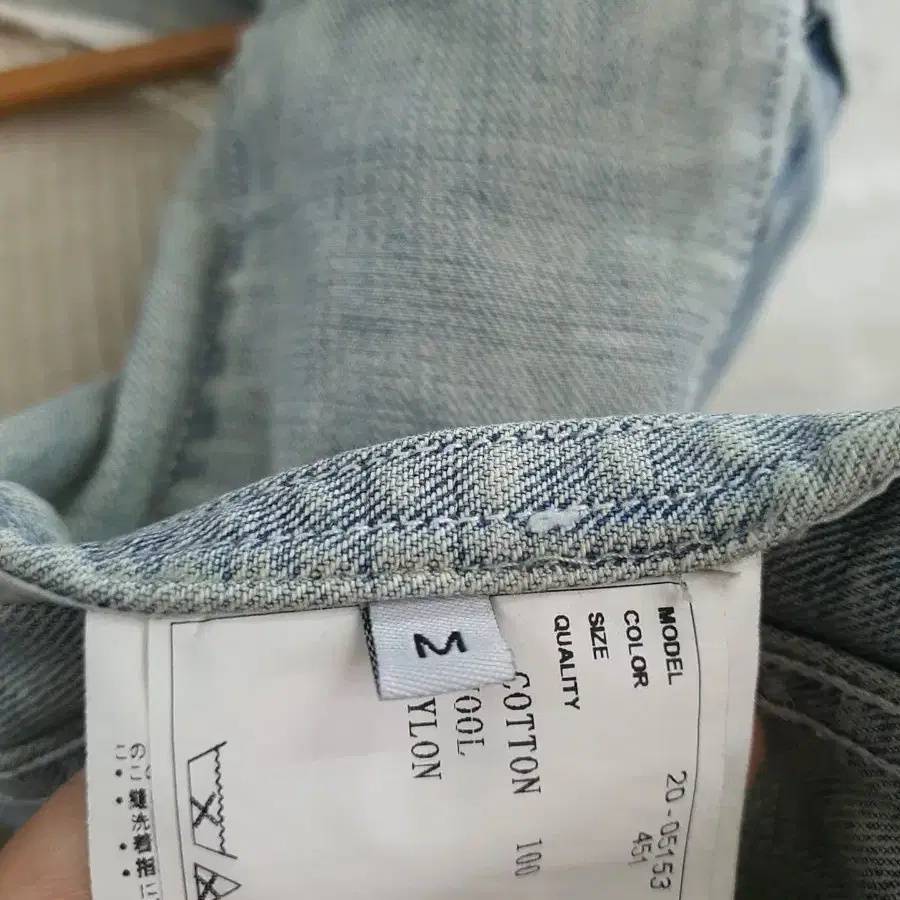 MODEL 20-05153
COLOR 451
SIZE
QUALITY
M
COTTON 100
OOL
YLON